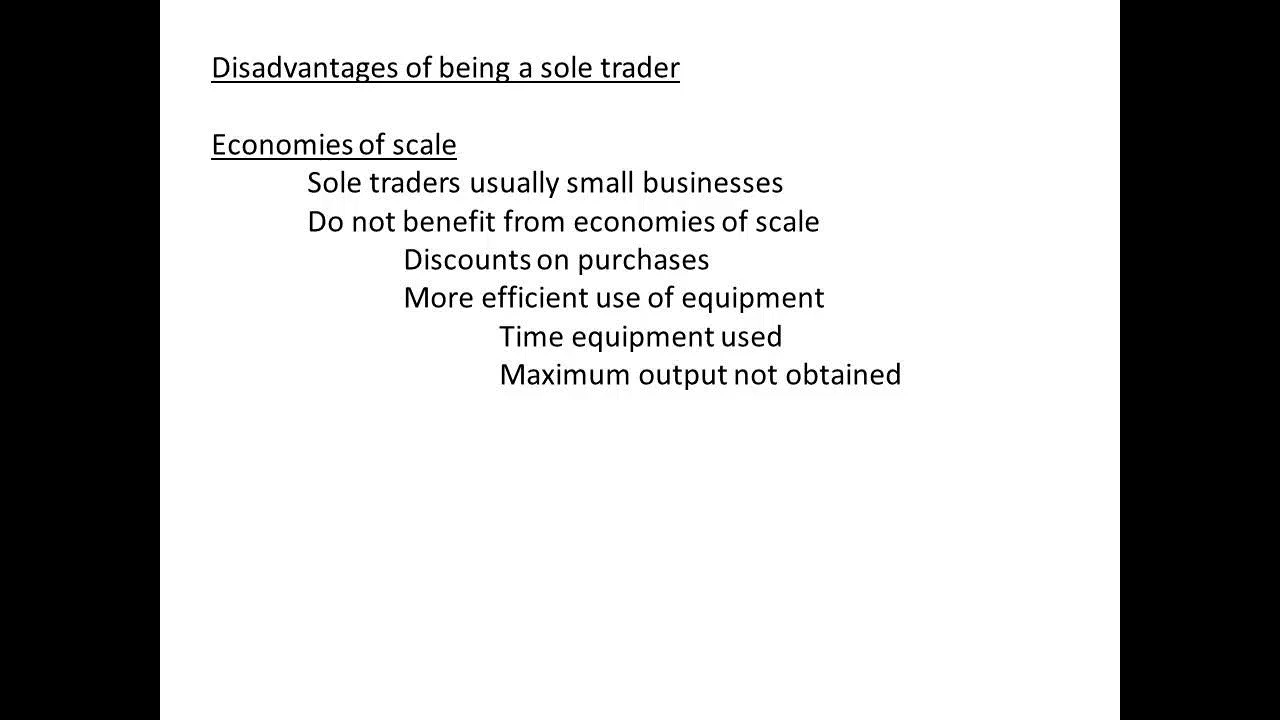 Disadvantages of being a sole trader
Economies of scale
Sole traders usually small businesses
Do not benefit from economies of scale
Discounts on purchases
More efficient use of equipment
Time equipment used
Maximum output not obtained